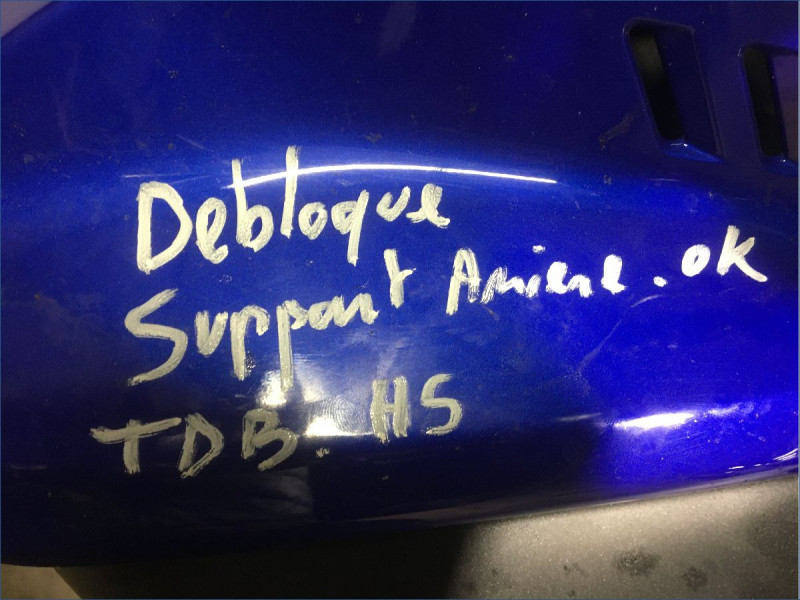 Debloque
Support Arriere. OK
TDB. HS